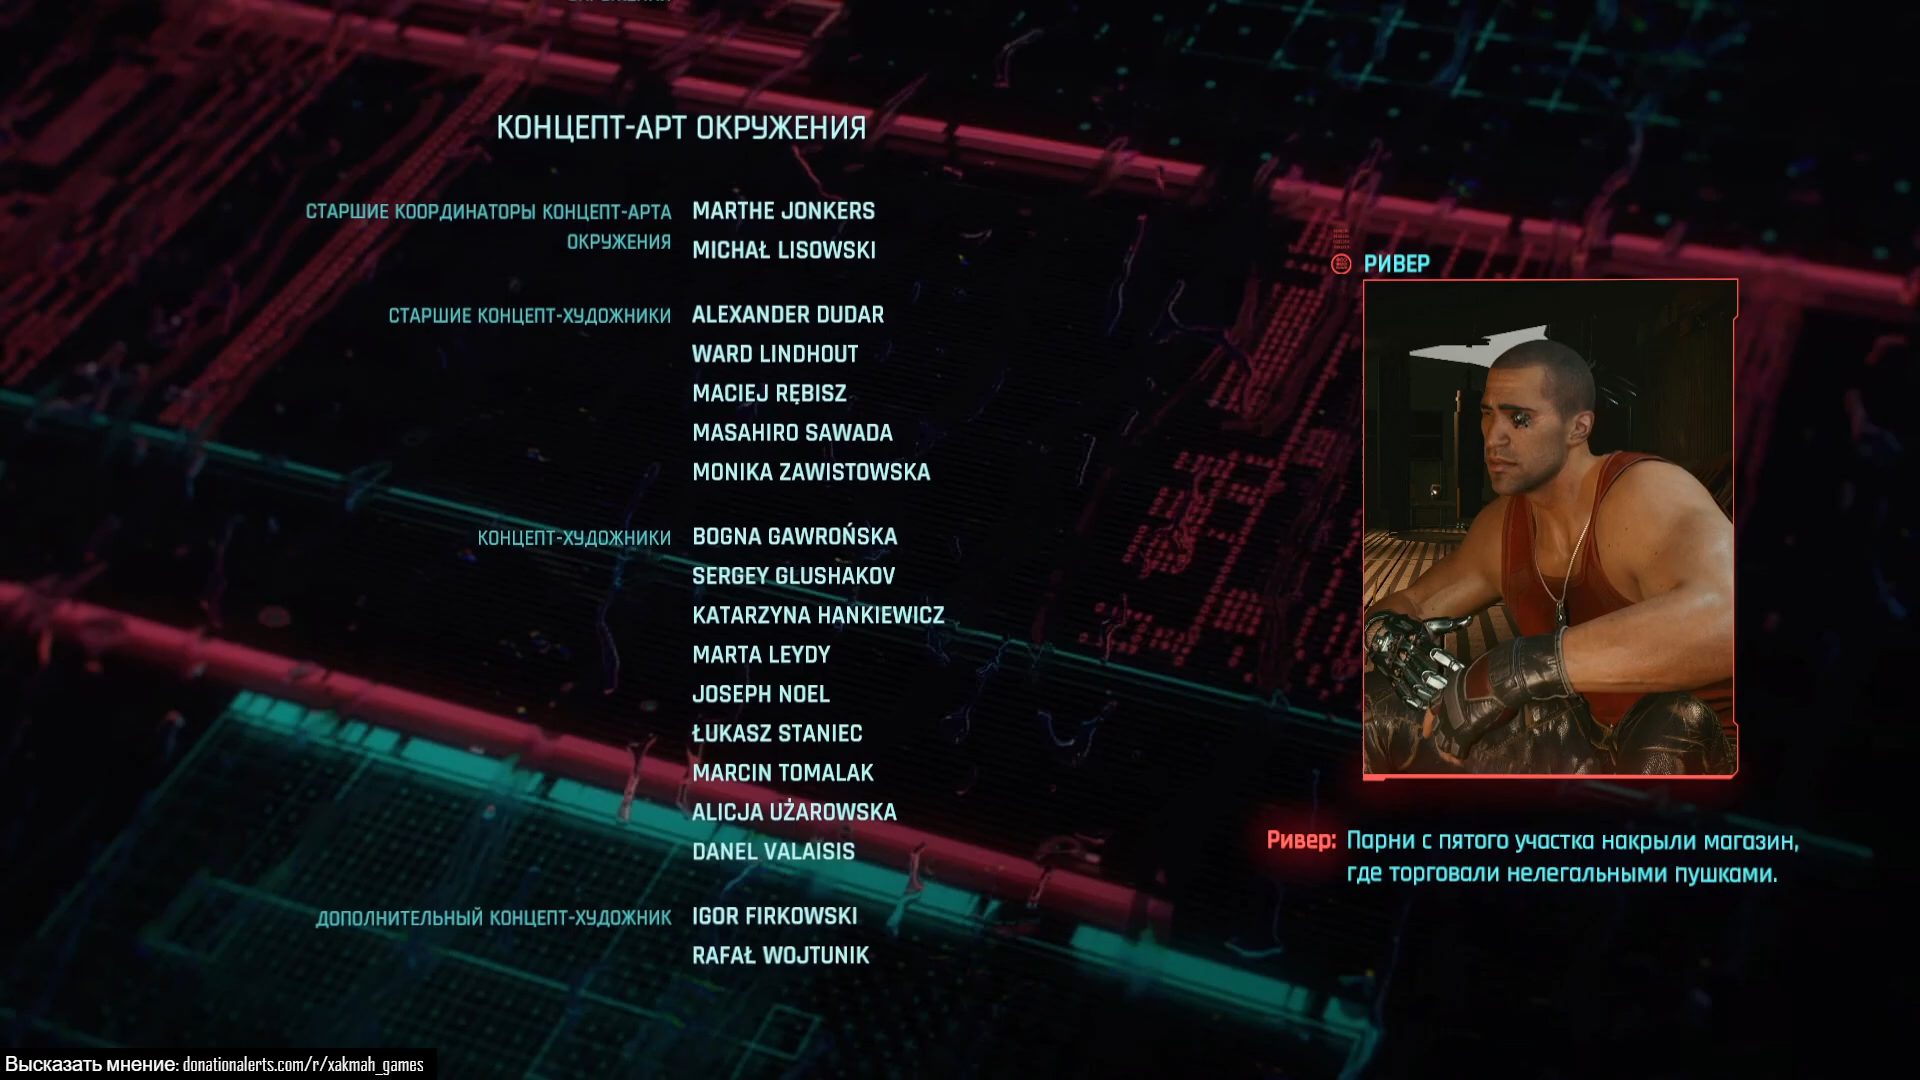 КОНЦЕПТ-АРТ ОКРУЖЕНИЯ
СТАРШИЕ КООРДИНАТОРЫ КОНЦЕПТ-АРТА
ОКРУЖЕНИЯ
MARTHE JONKERS
MICHAŁ LISOWSKI
СТАРШИЕ КОНЦЕПТ-ХУДОЖНИКИ
ALEXANDER DUDAR
WARD LINDHOUT
MACIEJ RĘBISZ
MASAHIRO SAWADA
MONIKA ZAWISTOWSKA
КОНЦЕПТ-ХУДОЖНИКИ
BOGNA GAWROŃSKA
SERGEY GLUSHAKOV
KATARZYNA HANKIEWICZ
MARTA LEYDY
JOSEPH NOEL
ŁUKASZ STANIEC
MARCIN TOMALAK
ALICJA UŻAROWSKA
DANEL VALAISIS
ДОПОЛНИТЕЛЬНЫЙ КОНЦЕПТ-ХУДОЖНИК
IGOR FIRKOWSKI
RAFAŁ WOJTUNIK
РИВЕР
Ривер: Парни с пятого участка накрыли магазин,
где торговали нелегальными пушками.
Высказать мнение: donationalerts.com/r/xakmah_games